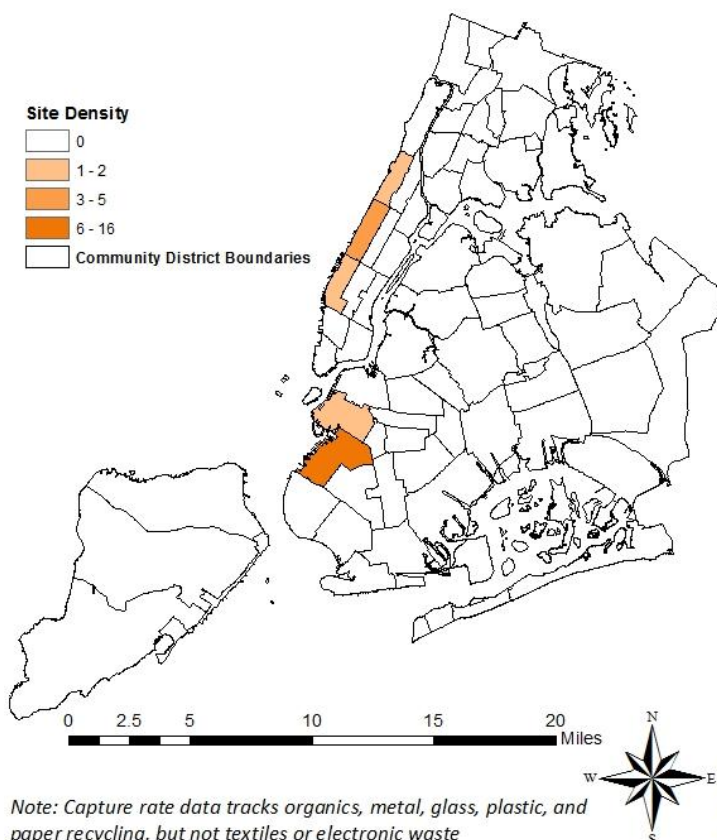 Site Density
0
1 - 2
3 - 5
6 - 16
Community District Boundaries
0 2.5 5 10 15 20
Miles
N
W E
S
Note: Capture rate data tracks organics, metal, glass, plastic, and
paper recycling, but not textiles or electronic waste